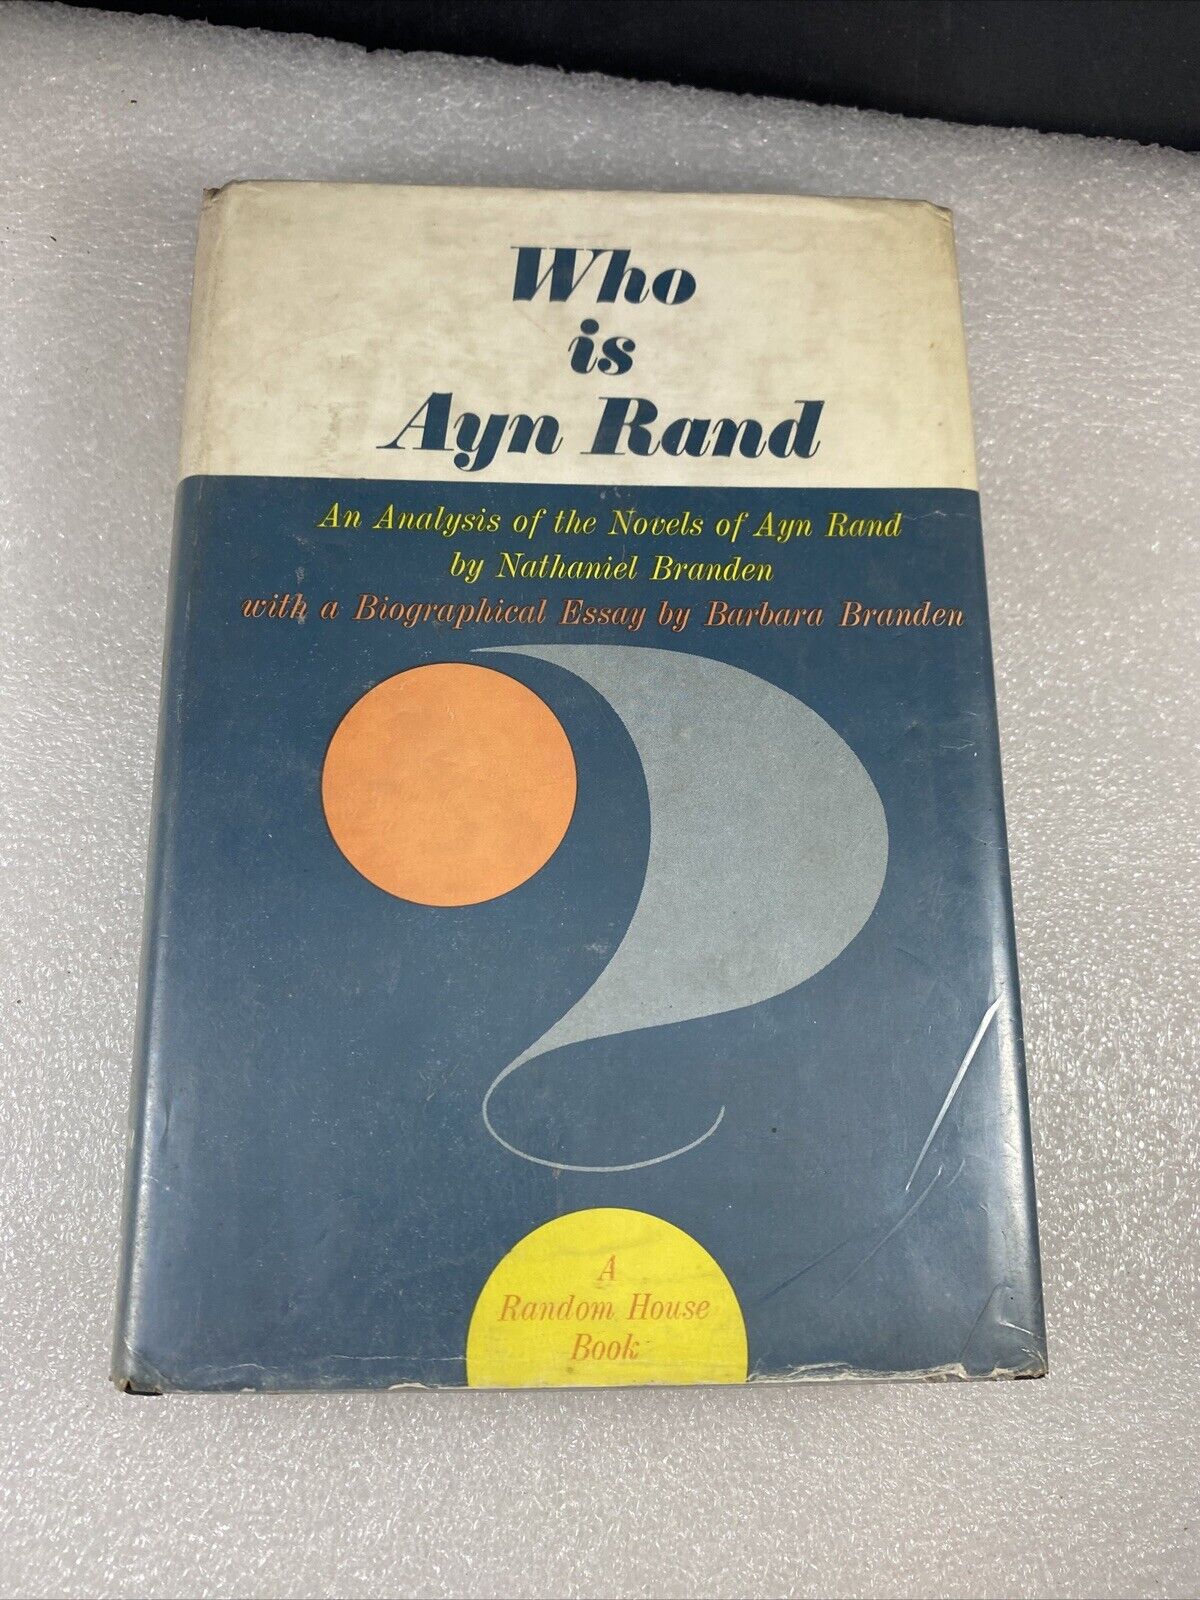 Who
is
Ayn Rand
An Analysis of the Novels of Ayn Rand
by Nathaniel Branden
with a Biographical Essay by Barbara Branden
A
Random House
Book